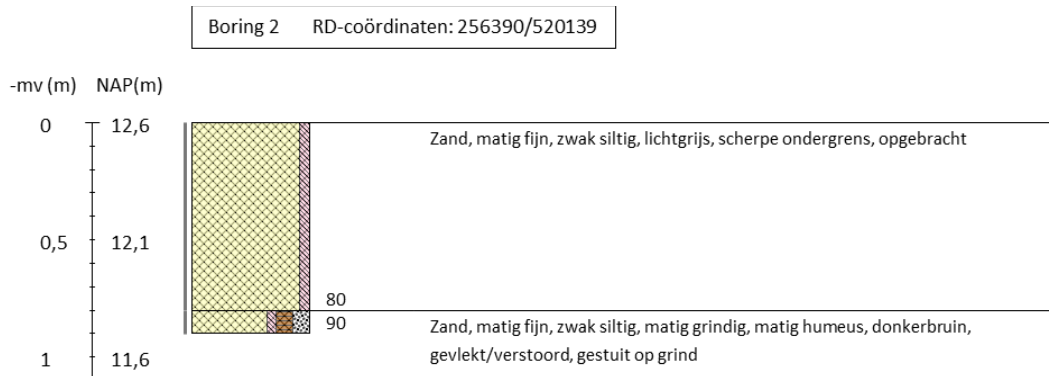 Boring 2 RD-coördinaten: 256390/520139
-mv (m) NAP(m)
0 12,6
Zand, matig fijn, zwak siltig, lichtgrijs, scherpe ondergrens, opgebracht
0,5 12,1
80
90
Zand, matig fijn, zwak siltig, matig grindig, matig humeus, donkerbruin,
gevlekt/verstoord, gestuit op grind
1 11,6